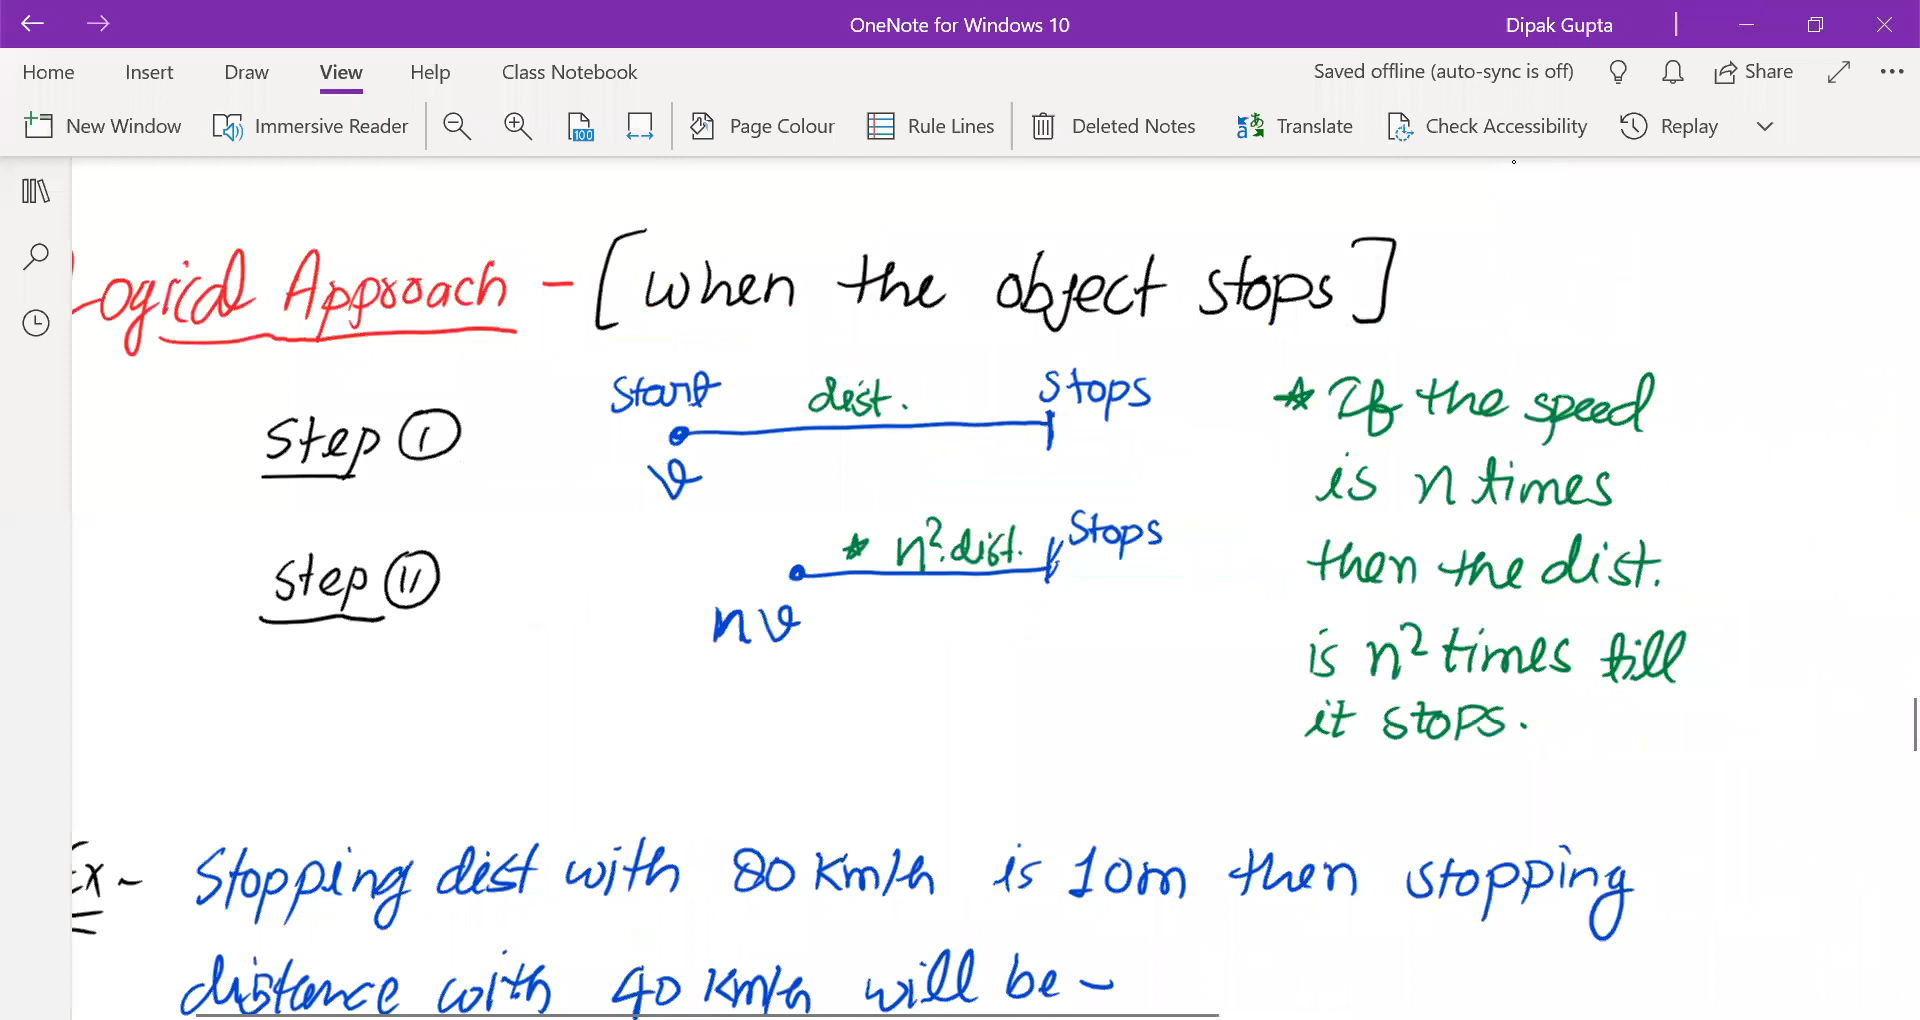 OneNote for Windows 10
Dipak Gupta
Home Insert Draw View Help Class Notebook
Saved offline (auto-sync is off) Share
New Window Immersive Reader 100 Page Colour Rule Lines Deleted Notes Translate Check Accessibility Replay
Logical Approach - [when the object stops]
Start dist. Stops
Step I
v
n². dist. Stops
Step II
nv
If the speed
is n times
then the dist.
is n² times till
it stops.
Ex- Stopping dist with 80 Km/h is 10m then stopping
distance with 40 Km/h will be -